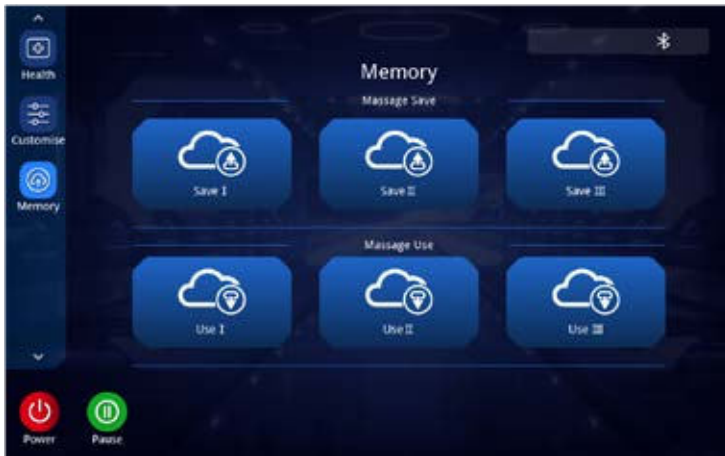 Health
Customise
Memory
Memory
Massage Save
Save I
Save II
Save III
Massage Use
Use I
Use II
Use III
Power
Pause